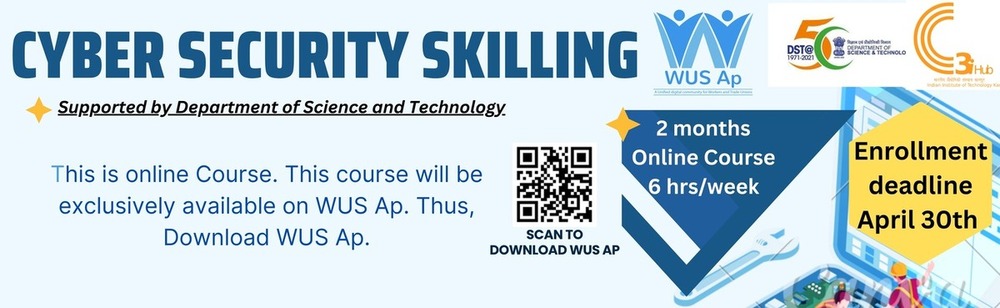 CYBER SECURITY SKILLING
Supported by Department of Science and Technology
This is online Course. This course will be
exclusively available on WUS Ap. Thus,
Download WUS Ap.
SCAN TO
DOWNLOAD WUS AP
WUS Ap
DST@
1971-2021
DEPARTMENT OF
SCIENCE & TECHNOLO
C3i
Hub
2 months
Online Course
6 hrs/week
Enrollment
deadline
April 30th